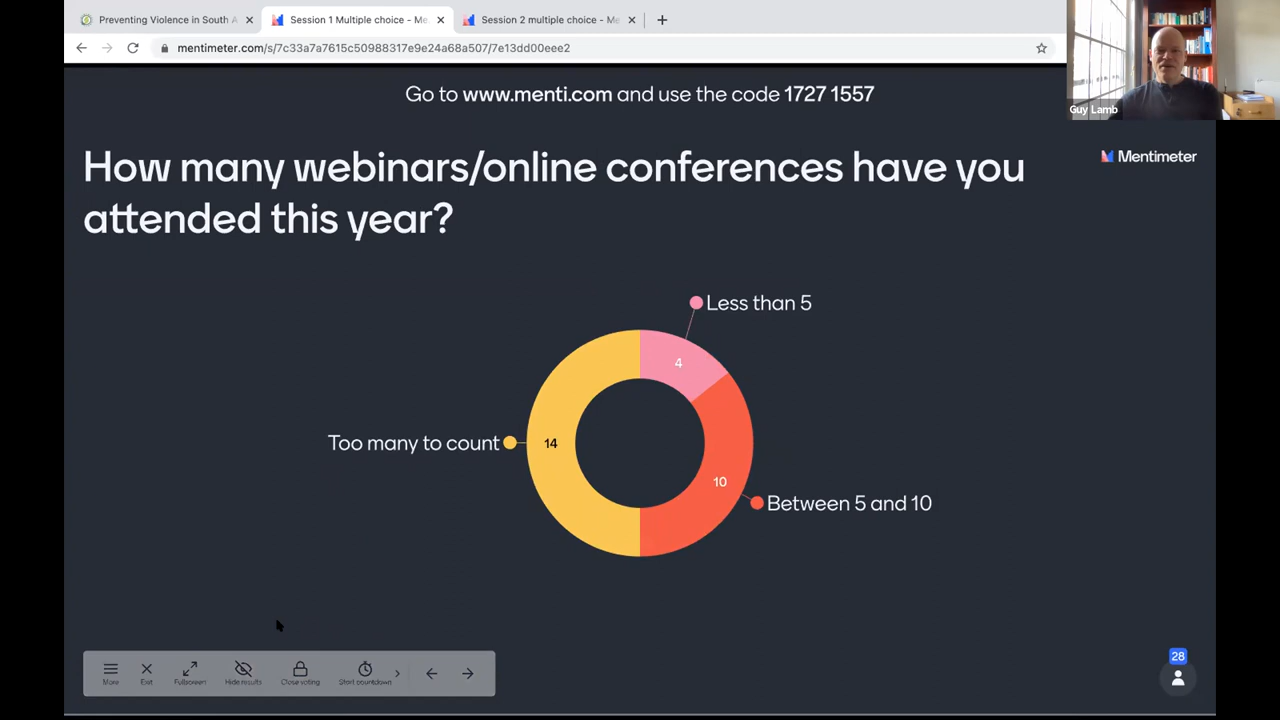 Preventing Violence in South A
Session 1 Multiple choice - Me
Session 2 multiple choice - Me
mentimeter.com/s/7c33a7a7615c50988317e9e24a68a507/7e13dd00eee2
Guy Lamb
Go to www.menti.com and use the code 1727 1557
Mentimeter
How many webinars/online conferences have you
attended this year?
Less than 5
4
Too many to count
14
10
Between 5 and 10
More
Exit
Fullscreen
Hide results
Close voting
Start countdown
28